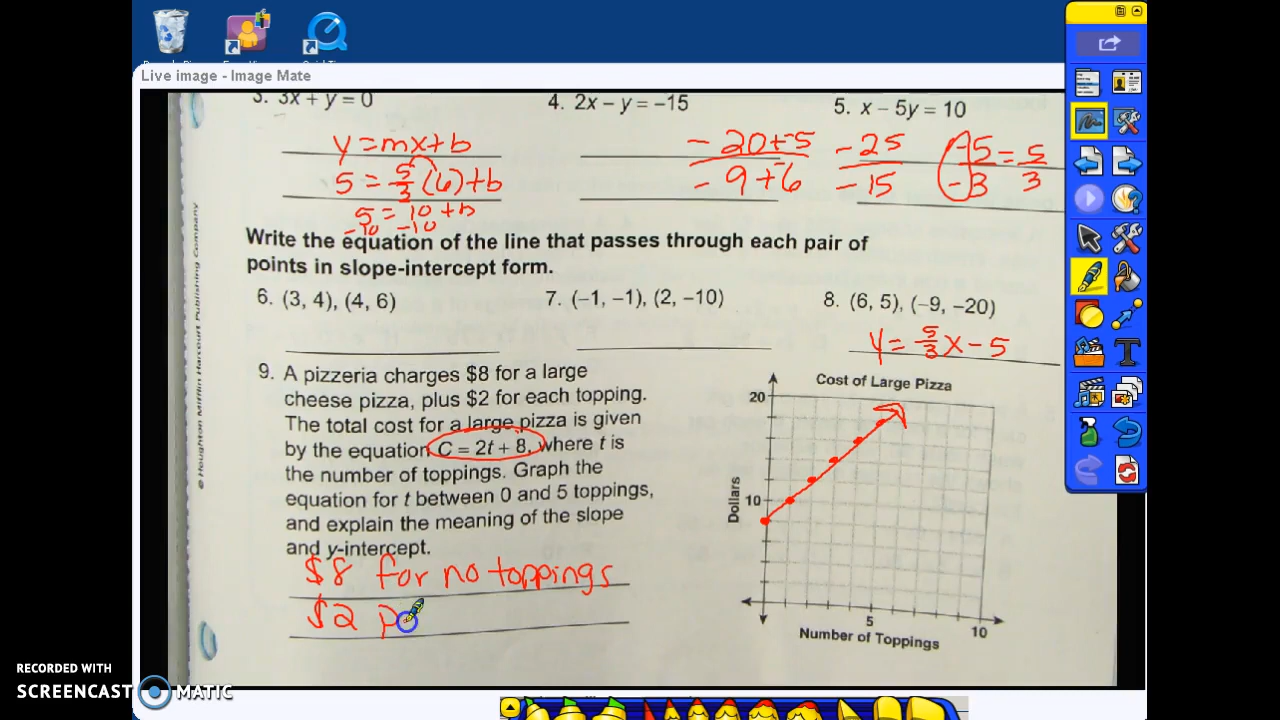 Live image - Image Mate
3. 3x + y = 0
4. 2x – y = –15
5. x – 5y = 10
y = mx + b
5 = 5/3 (6) + b
5 = 10 + b
-10 -10
- 20 + -5
- 9 + -6
-25
-15
-5 = 5
-3 3
© Houghton Mifflin Harcourt Publishing Company
Write the equation of the line that passes through each pair of
points in slope-intercept form.
6. (3, 4), (4, 6)
7. (–1, –1), (2, –10)
8. (6, 5), (–9, –20)
y = 5/3 x - 5
9. A pizzeria charges $8 for a large
cheese pizza, plus $2 for each topping.
The total cost for a large pizza is given
by the equation C = 2t + 8, where t is
the number of toppings. Graph the
equation for t between 0 and 5 toppings,
and explain the meaning of the slope
and y-intercept.
$8 for no toppings
$2 p
Cost of Large Pizza
20
10
Dollars
5
10
Number of Toppings
T
RECORDED WITH
SCREENCAST MATIC